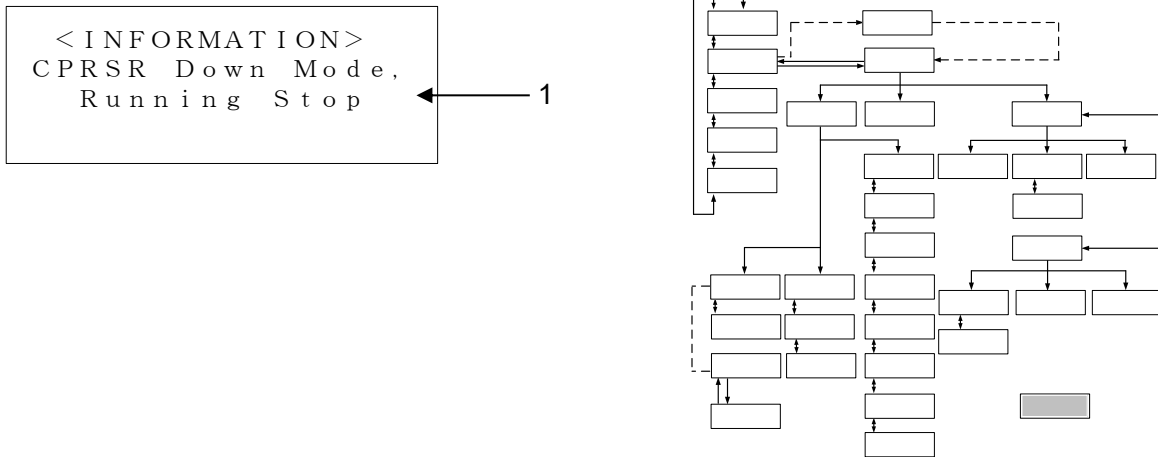 <INFORMATION>
CPRSR Down Mode,
Running Stop
1